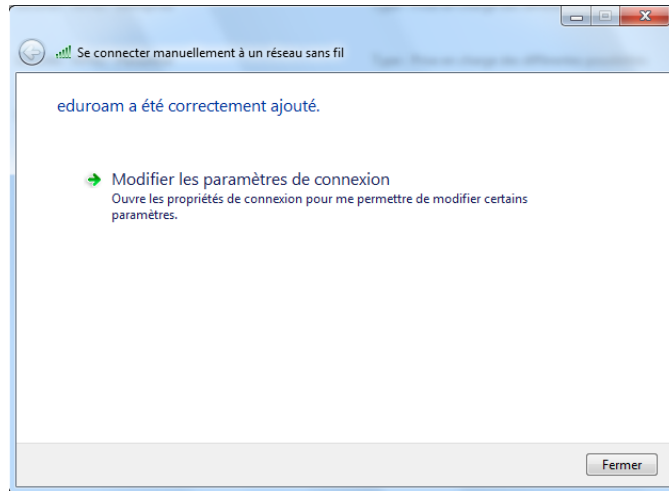 Se connecter manuellement à un réseau sans fil
eduroam a été correctement ajouté.
Modifier les paramètres de connexion
Ouvre les propriétés de connexion pour me permettre de modifier certains
paramètres.
Fermer